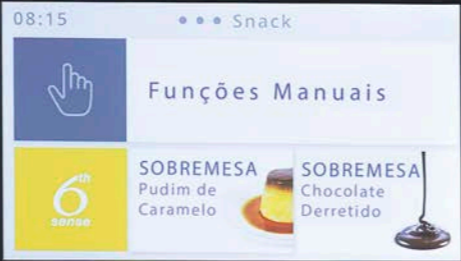 08:15
Snack
Funções Manuais
6th
sense
SOBREMESA
Pudim de
Caramelo
SOBREMESA
Chocolate
Derretido